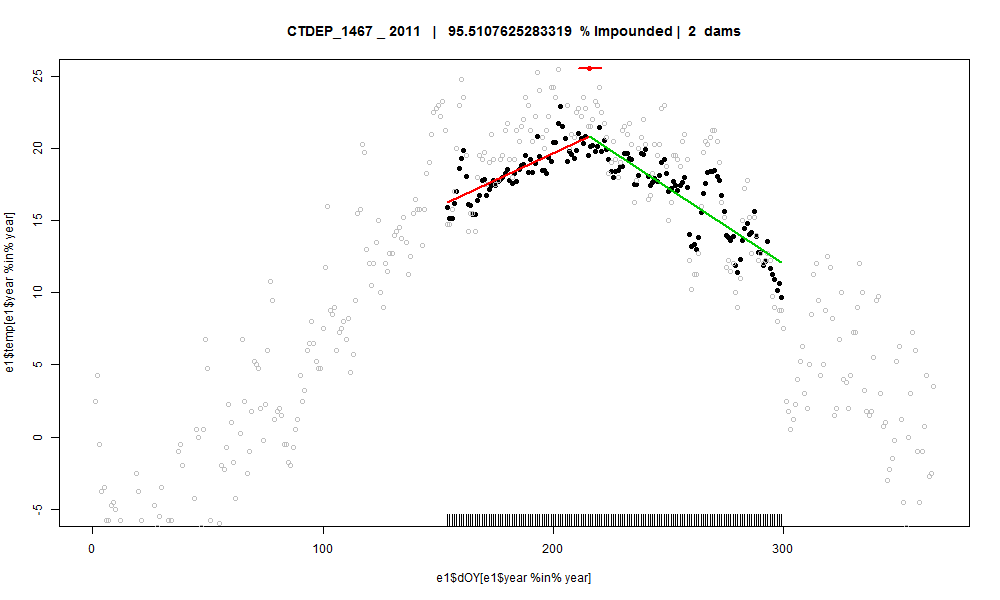 CTDEP_1467 _ 2011 | 95.5107625283319 % Impounded | 2 dams
e1$temp[e1$year %in% year]
25
20
15
10
5
0
-5
0 100 200 300
e1$dOY[e1$year %in% year]